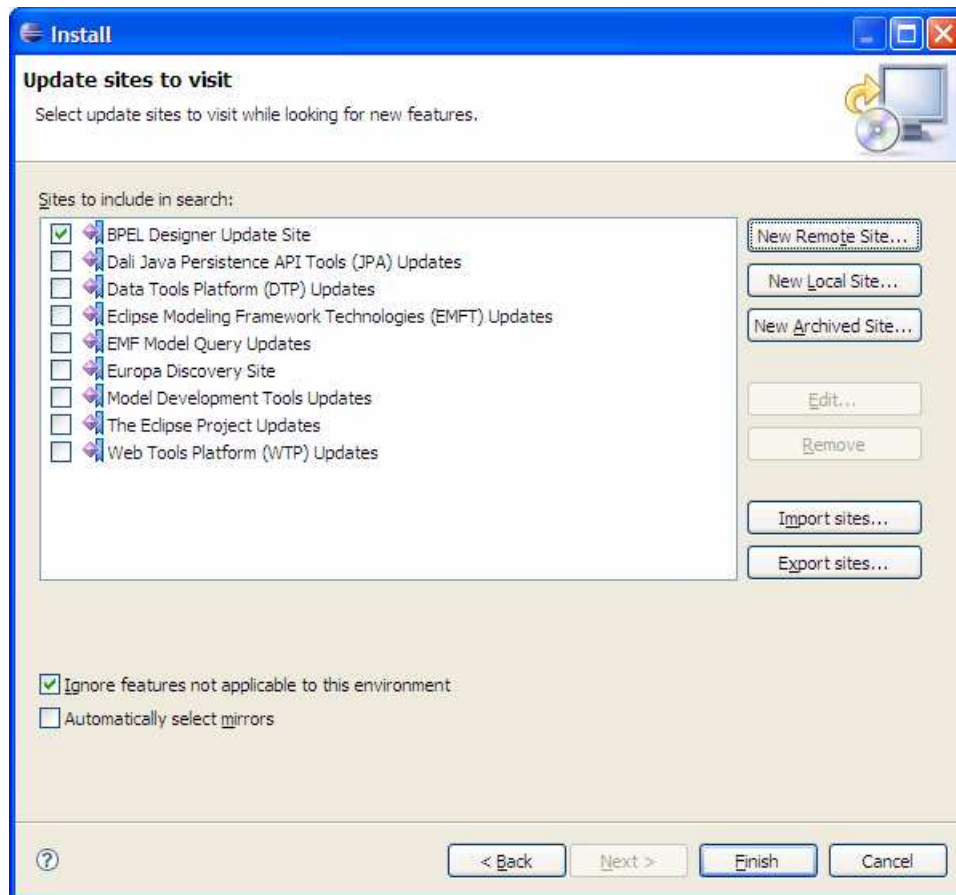 Install
Update sites to visit
Select update sites to visit while looking for new features.
Sites to include in search:
BPEL Designer Update Site
Dali Java Persistence API Tools (JPA) Updates
Data Tools Platform (DTP) Updates
Eclipse Modeling Framework Technologies (EMFT) Updates
EMF Model Query Updates
Europa Discovery Site
Model Development Tools Updates
The Eclipse Project Updates
Web Tools Platform (WTP) Updates
New Remote Site...
New Local Site...
New Archived Site...
Edit...
Remove
Import sites...
Export sites...
Ignore features not applicable to this environment
Automatically select mirrors
?
< Back
Next >
Finish
Cancel